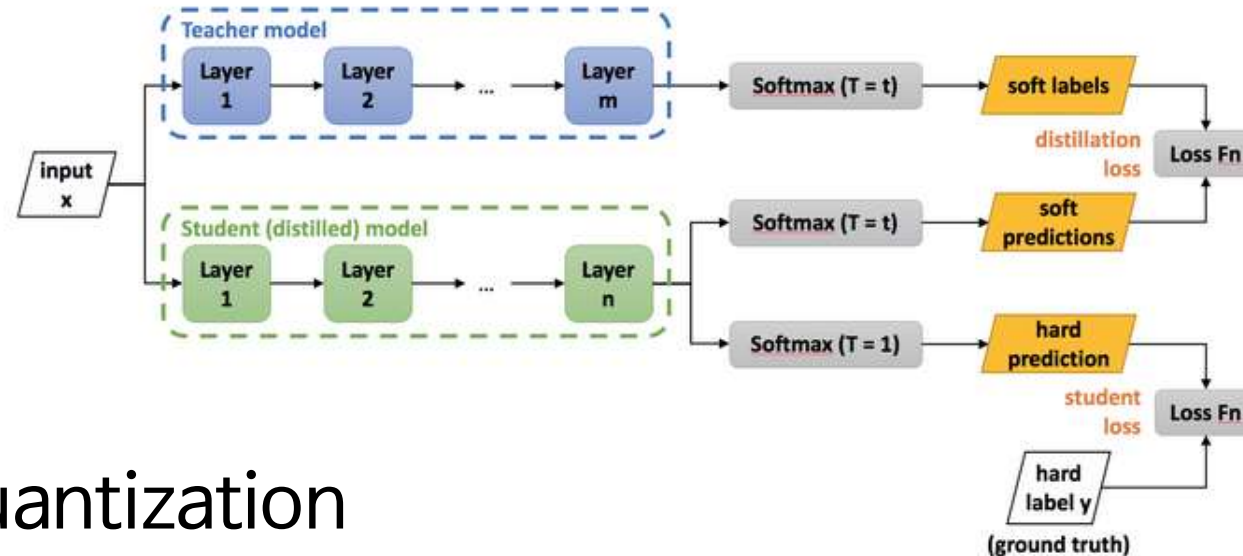 Teacher model
Layer
1
Layer
2
...
Layer
m
Softmax (T = t)
soft labels
distillation
loss
Loss Fn
input
x
Student (distilled) model
Layer
1
Layer
2
...
Layer
n
Softmax (T = t)
soft
predictions
Softmax (T = 1)
hard
prediction
student
loss
Loss Fn
hard
label y
(ground truth)
uantization